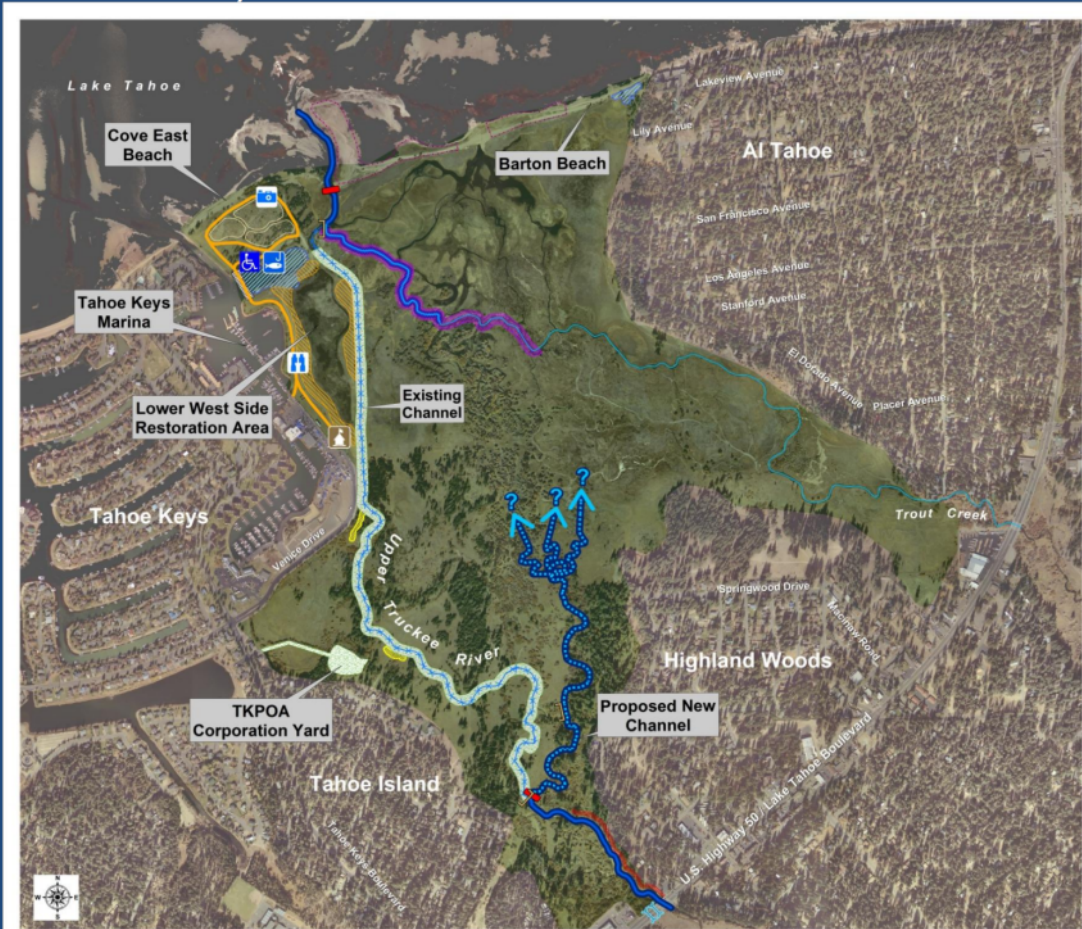 Lake Tahoe
Cove East
Beach
Barton Beach
Lakeview Avenue
Lily Avenue
Al Tahoe
San Francisco Avenue
Los Angeles Avenue
Stanford Avenue
El Dorado Avenue
Placer Avenue
Tahoe Keys
Marina
Lower West Side
Restoration Area
Existing
Channel
Tahoe Keys
Venice Drive
Upper Truckee River
?
?
?
Trout Creek
Springwood Drive
Macinaw Road
Highland Woods
TKPOA
Corporation Yard
Proposed New
Channel
Tahoe Island
Tahoe Keys Boulevard
U.S. Highway 50 / Lake Tahoe Boulevard
N
W
E
S